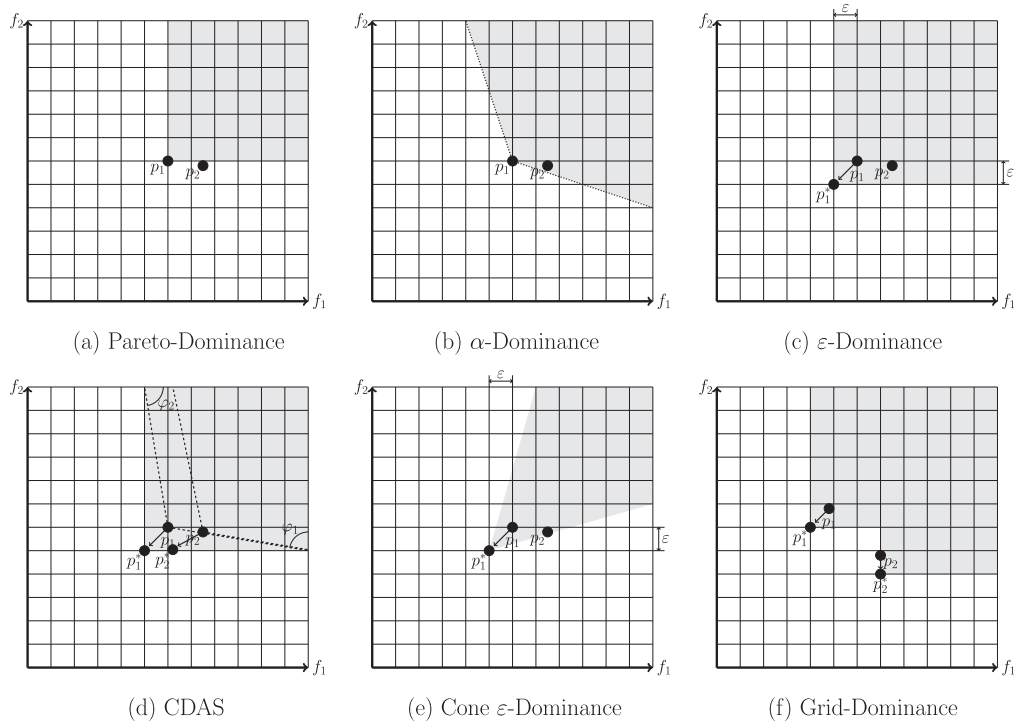 f₂
p₁
p₂
f₁
(a) Pareto-Dominance
f₂
p₁
p₂
f₁
(b) α-Dominance
ε
f₂
p₁
p₂
p₁*
ε
f₁
(c) ε-Dominance
f₂
φ₂
φ₁
p₁
p₂
p₁*
p₂*
f₁
(d) CDAS
ε
f₂
p₁
p₂
p₁*
ε
f₁
(e) Cone ε-Dominance
f₂
p₁
p₁*
p₂
p₂*
f₁
(f) Grid-Dominance